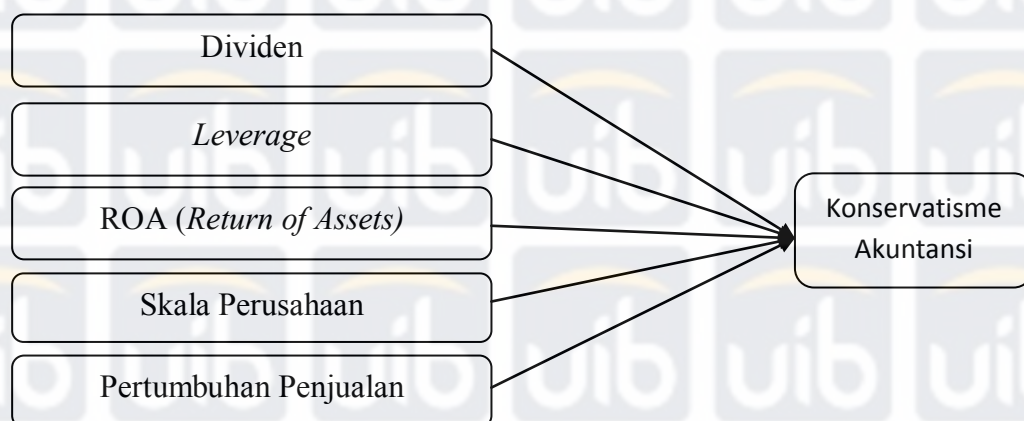 Dividen
Leverage
ROA (Return of Assets)
Skala Perusahaan
Pertumbuhan Penjualan
Konservatisme
Akuntansi